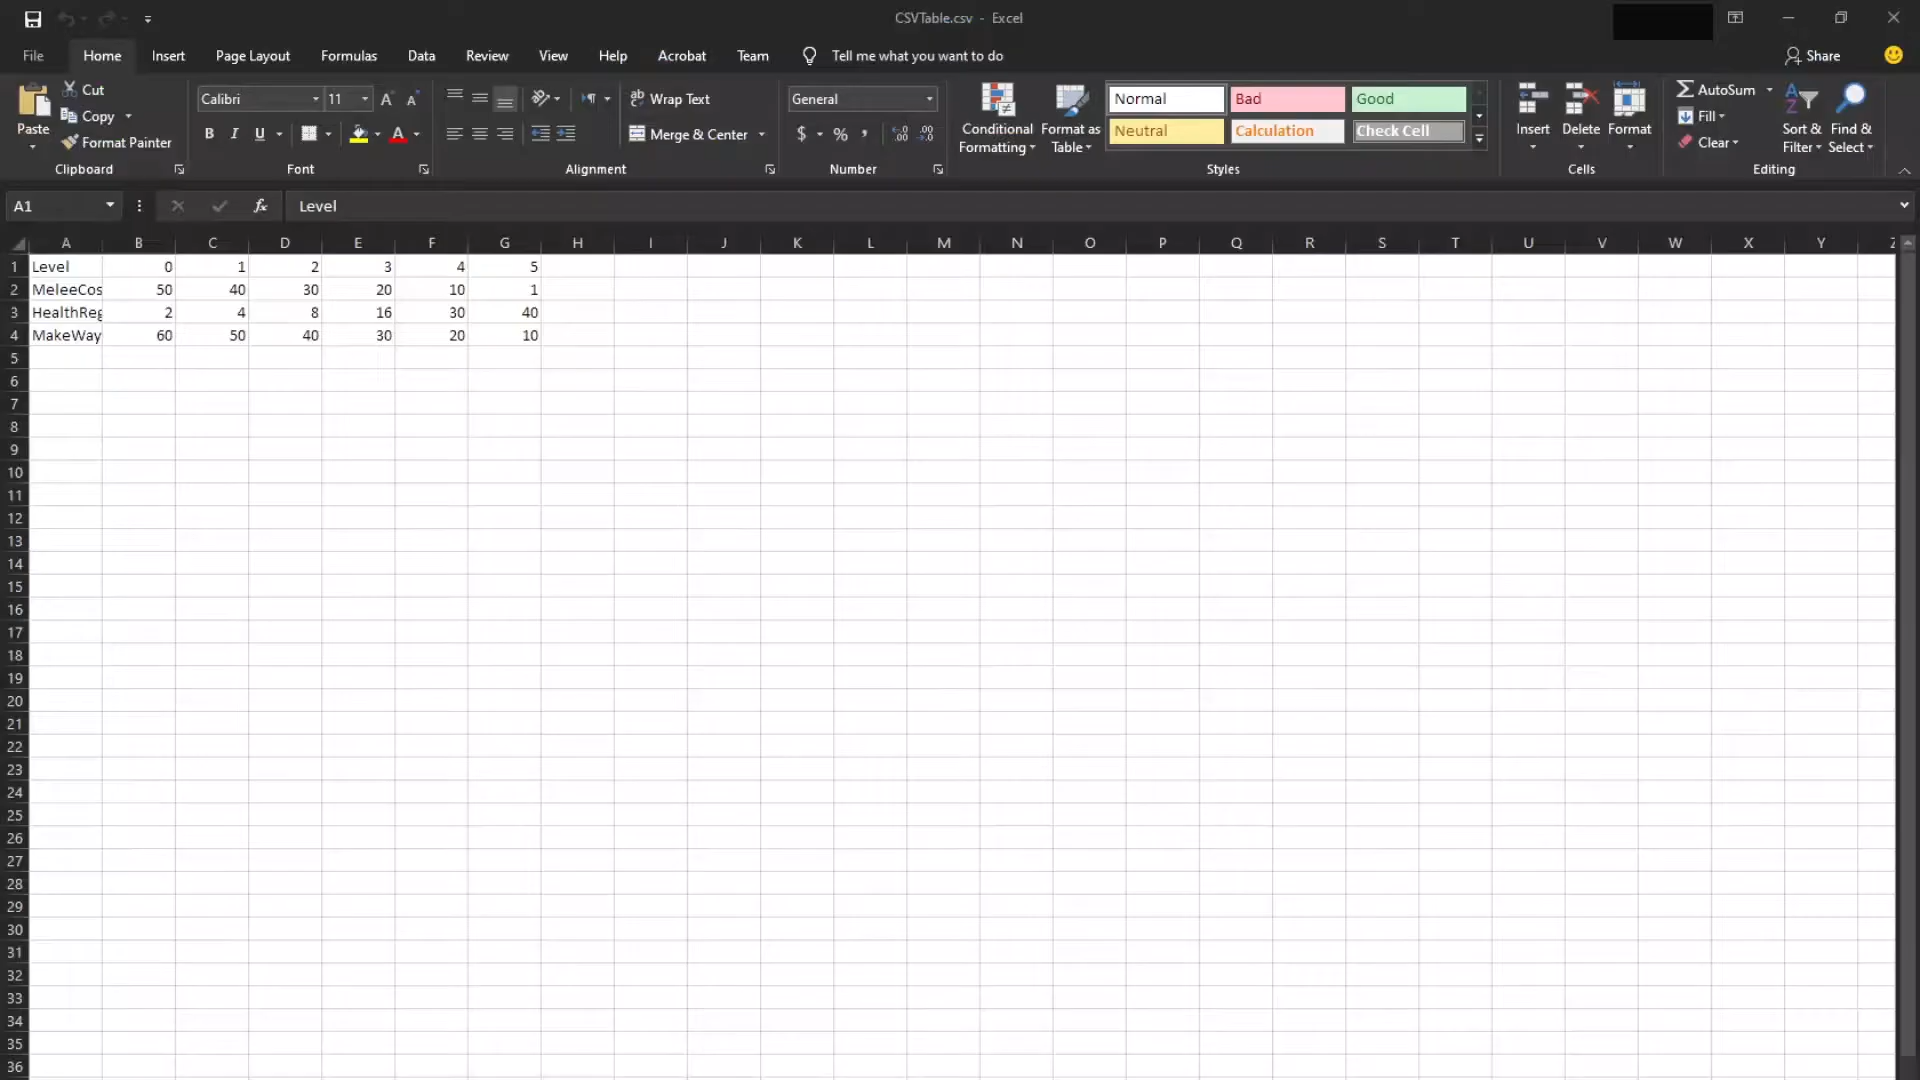 CSVTable.csv - Excel
File Home Insert Page Layout Formulas Data Review View Help Acrobat Team Tell me what you want to do Share
Paste
Cut
Copy
Format Painter
Clipboard
Calibri 11
B I U
Font
Wrap Text
Merge & Center
Alignment
General
$ % ,
Number
Conditional Formatting
Format as Table
Normal Bad Good
Neutral Calculation Check Cell
Styles
Insert Delete Format
Cells
AutoSum
Fill
Clear
Sort & Filter
Find & Select
Editing
A1 fx Level
A B C D E F G H I J K L M N O P Q R S T U V W X Y Z
1 Level 0 1 2 3 4 5
2 MeleeCos 50 40 30 20 10 1
3 HealthReg 2 4 8 16 30 40
4 MakeWay 60 50 40 30 20 10
5
6
7
8
9
10
11
12
13
14
15
16
17
18
19
20
21
22
23
24
25
26
27
28
29
30
31
32
33
34
35
36